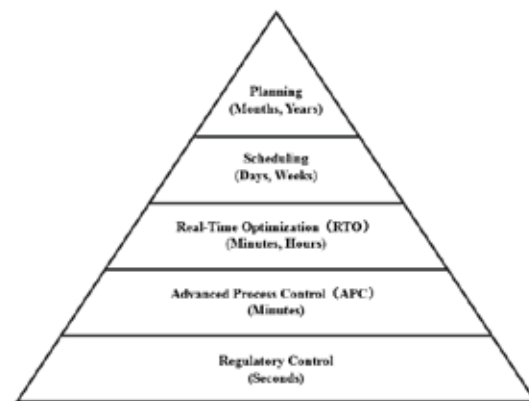 Planning
(Months, Years)
Scheduling
(Days, Weeks)
Real-Time Optimization（RTO）
(Minutes, Hours)
Advanced Process Control（APC）
(Minutes)
Regulatory Control
(Seconds)